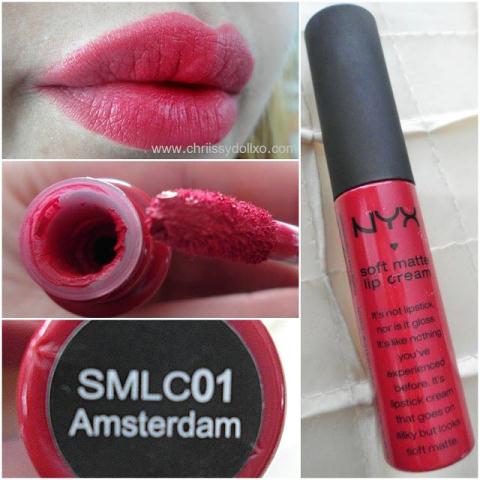 www.chriissydollxo.com
SMLC01
Amsterdam
NYX
soft matte
lip cream
It's not lipstick,
nor is it gloss.
It's like nothing
you've
experienced
before. It's
lipstick cream
that goes on
silky but looks
soft matte.